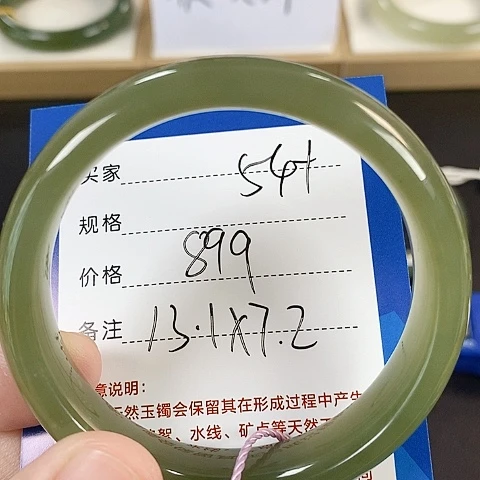 买家 541
规格
价格 899
备注 13.1X7.2
意说明:
天然玉镯会保留其在形成过程中产生
絮、水线、矿点等天然